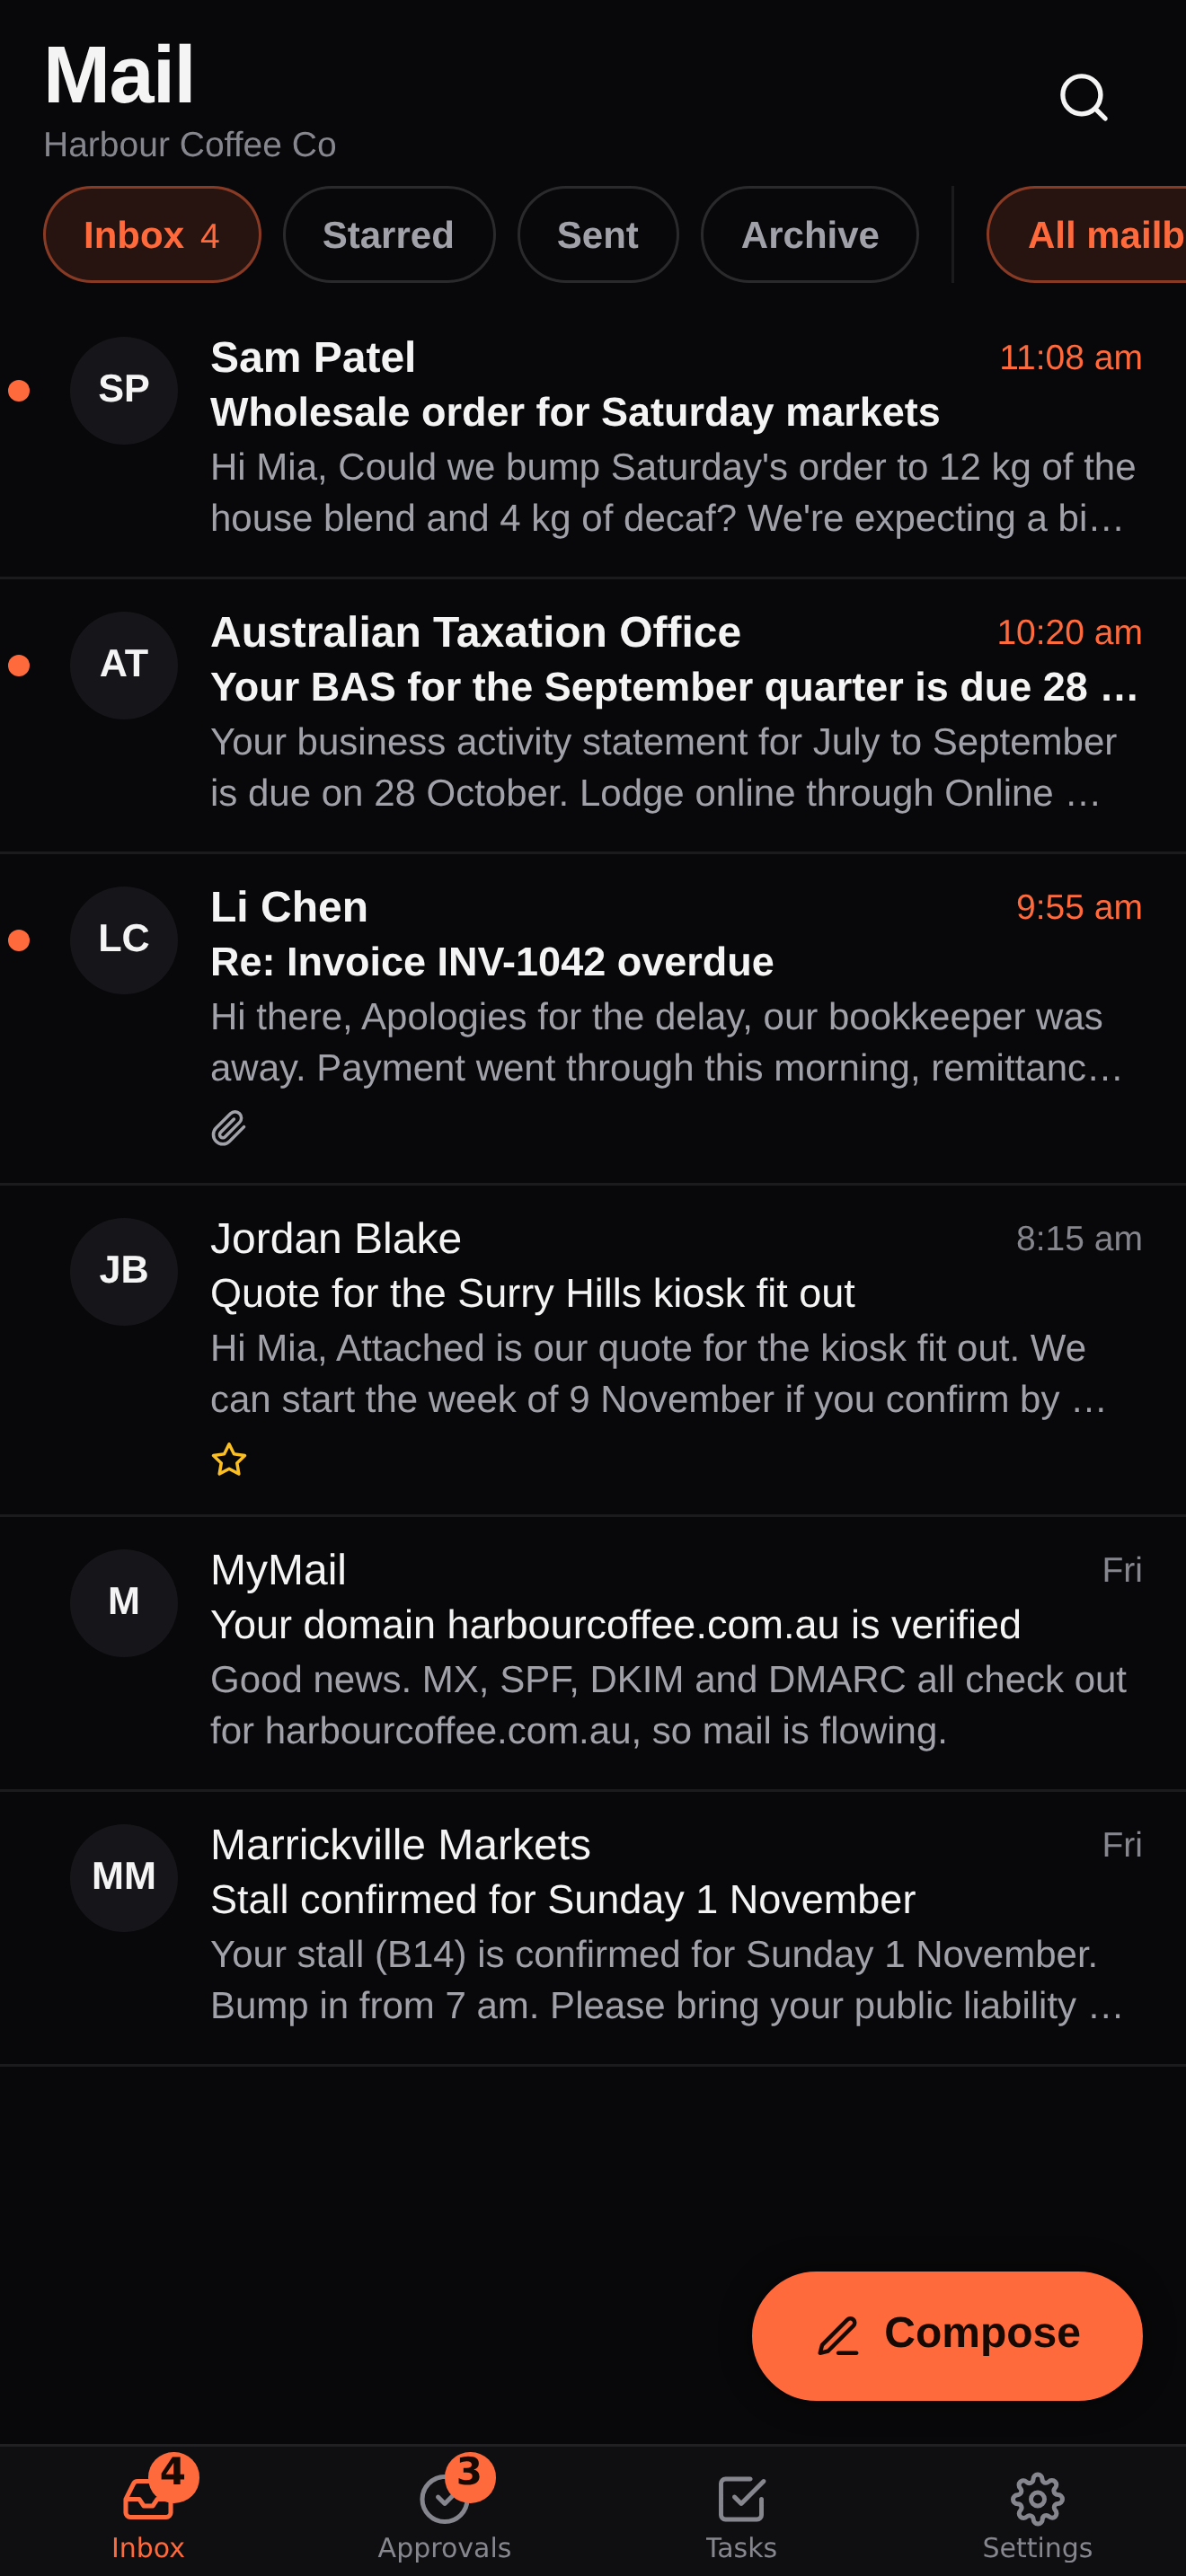 Mail
Harbour Coffee Co
Inbox 4
Starred
Sent
Archive
All mailb
SP
Sam Patel
11:08 am
Wholesale order for Saturday markets
Hi Mia, Could we bump Saturday's order to 12 kg of the
house blend and 4 kg of decaf? We're expecting a bi…
AT
Australian Taxation Office
10:20 am
Your BAS for the September quarter is due 28 …
Your business activity statement for July to September
is due on 28 October. Lodge online through Online …
LC
Li Chen
9:55 am
Re: Invoice INV-1042 overdue
Hi there, Apologies for the delay, our bookkeeper was
away. Payment went through this morning, remittanc…
JB
Jordan Blake
8:15 am
Quote for the Surry Hills kiosk fit out
Hi Mia, Attached is our quote for the kiosk fit out. We
can start the week of 9 November if you confirm by …
M
MyMail
Fri
Your domain harbourcoffee.com.au is verified
Good news. MX, SPF, DKIM and DMARC all check out
for harbourcoffee.com.au, so mail is flowing.
MM
Marrickville Markets
Fri
Stall confirmed for Sunday 1 November
Your stall (B14) is confirmed for Sunday 1 November.
Bump in from 7 am. Please bring your public liability …
Compose
4
Inbox
3
Approvals
Tasks
Settings